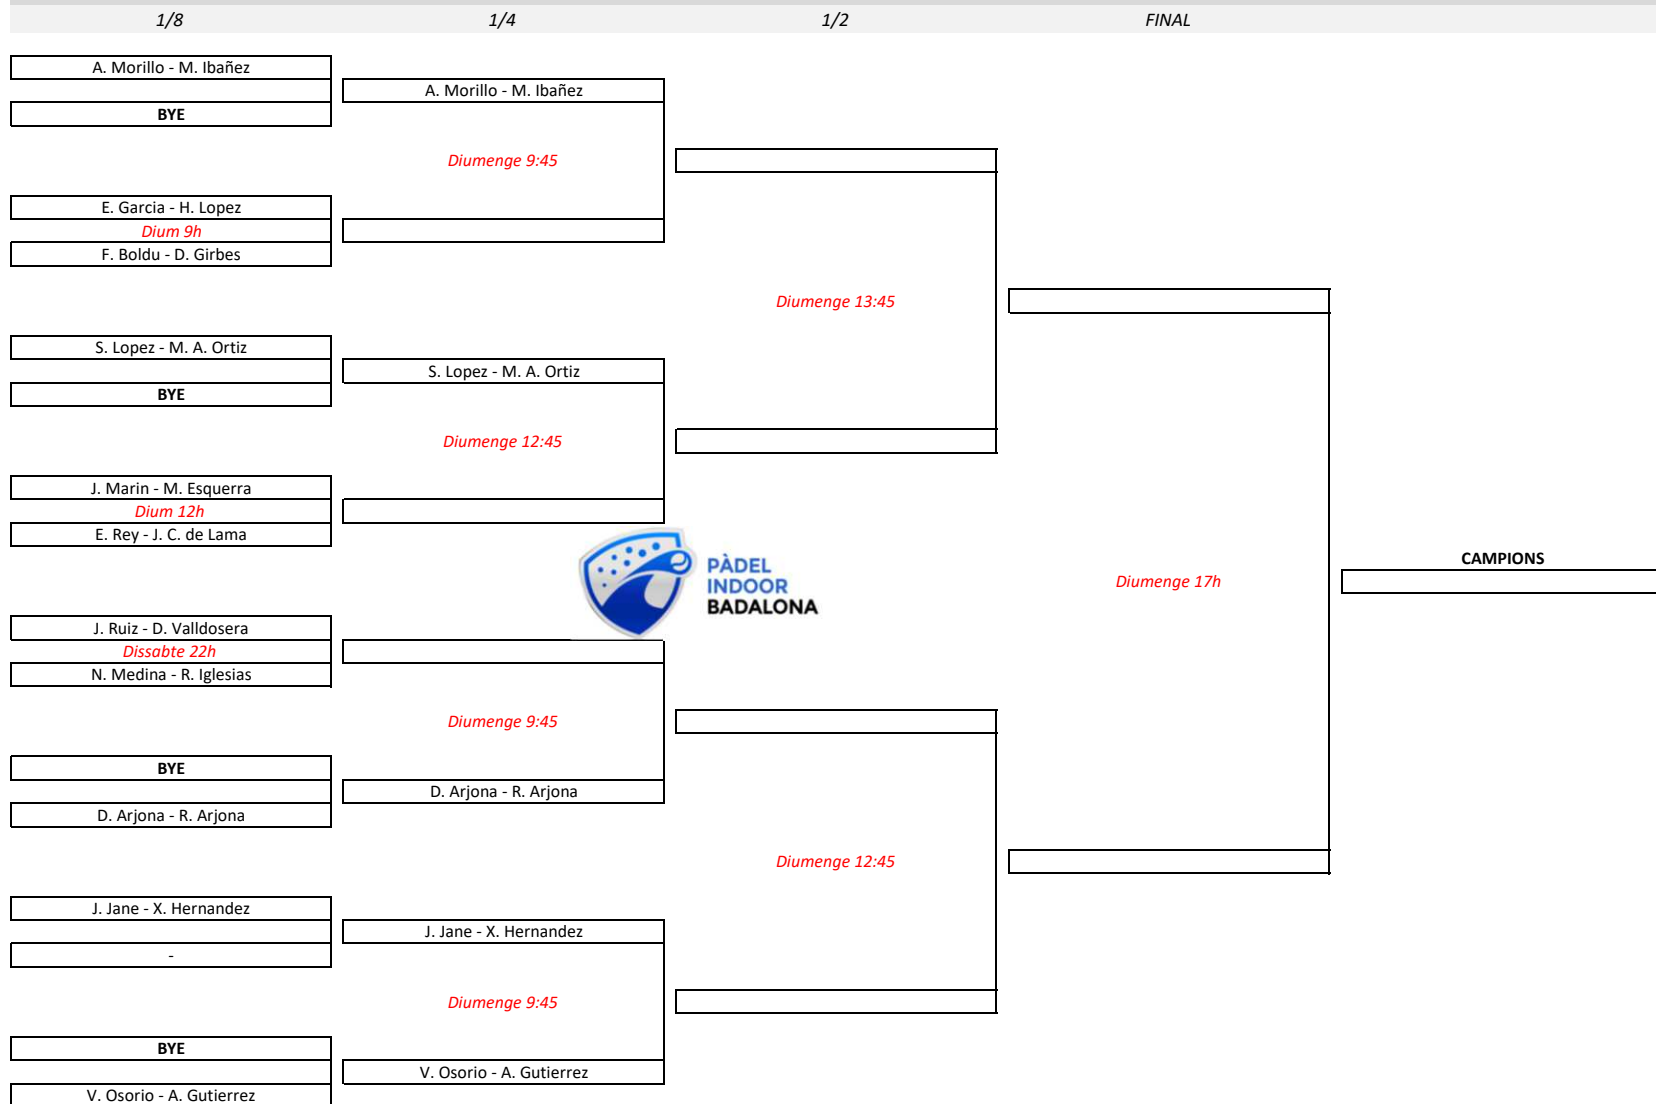 1/8
1/4
1/2
FINAL
A. Morillo - M. Ibañez
A. Morillo - M. Ibañez
BYE
Diumenge 9:45
E. Garcia - H. Lopez
Dium 9h
F. Boldu - D. Girbes
Diumenge 13:45
S. Lopez - M. A. Ortiz
S. Lopez - M. A. Ortiz
BYE
Diumenge 12:45
J. Marin - M. Esquerra
Dium 12h
E. Rey - J. C. de Lama
PÀDEL
INDOOR
BADALONA
CAMPIONS
Diumenge 17h
J. Ruiz - D. Valldosera
Dissabte 22h
N. Medina - R. Iglesias
Diumenge 9:45
BYE
D. Arjona - R. Arjona
D. Arjona - R. Arjona
Diumenge 12:45
J. Jane - X. Hernandez
J. Jane - X. Hernandez
-
Diumenge 9:45
BYE
V. Osorio - A. Gutierrez
V. Osorio - A. Gutierrez